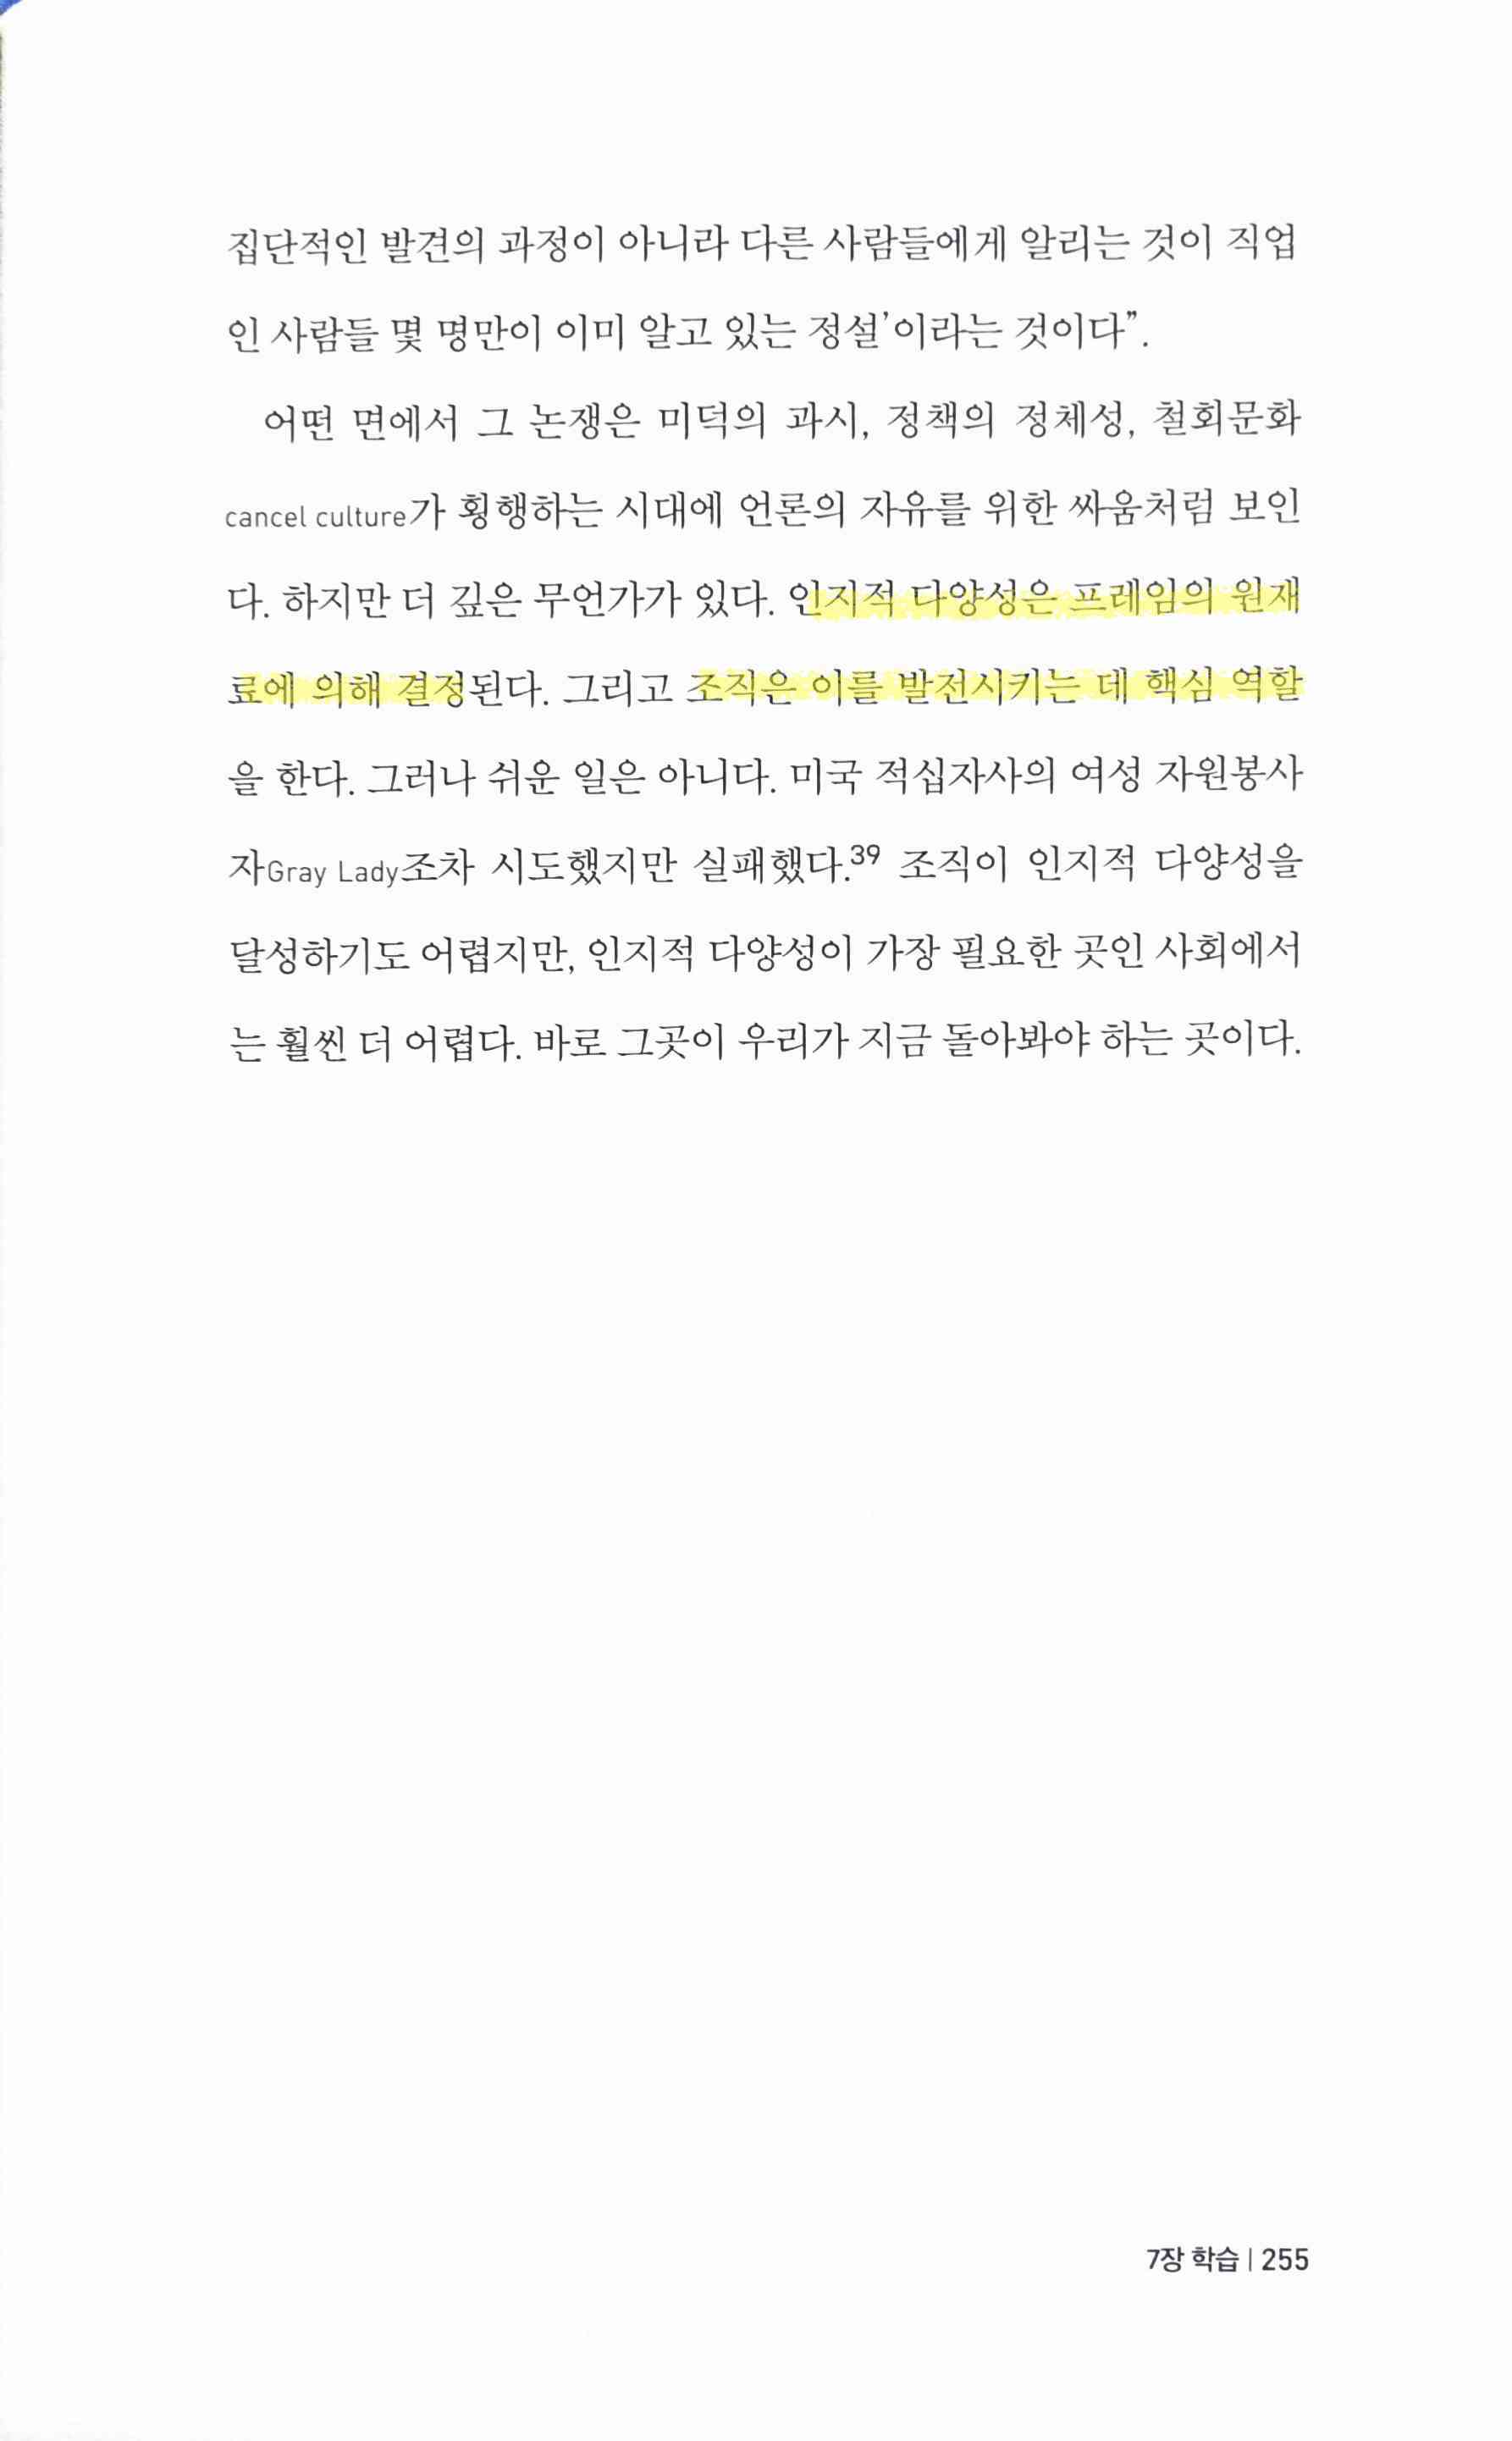 집단적인 발견의 과정이 아니라 다른 사람들에게 알리는 것이 직업
인 사람들 몇 명만이 이미 알고 있는 정설’이라는 것이다”.
어떤 면에서 그 논쟁은 미덕의 과시, 정책의 정체성, 철회문화
cancel culture가 횡행하는 시대에 언론의 자유를 위한 싸움처럼 보인
다. 하지만 더 깊은 무언가가 있다. 인지적 다양성은 프레임의 원재
료에 의해 결정된다. 그리고 조직은 이를 발전시키는 데 핵심 역할
을 한다. 그러나 쉬운 일은 아니다. 미국 적십자사의 여성 자원봉사
자Gray Lady조차 시도했지만 실패했다.39 조직이 인지적 다양성을
달성하기도 어렵지만, 인지적 다양성이 가장 필요한 곳인 사회에서
는 훨씬 더 어렵다. 바로 그곳이 우리가 지금 돌아봐야 하는 곳이다.
7장 학습 | 255